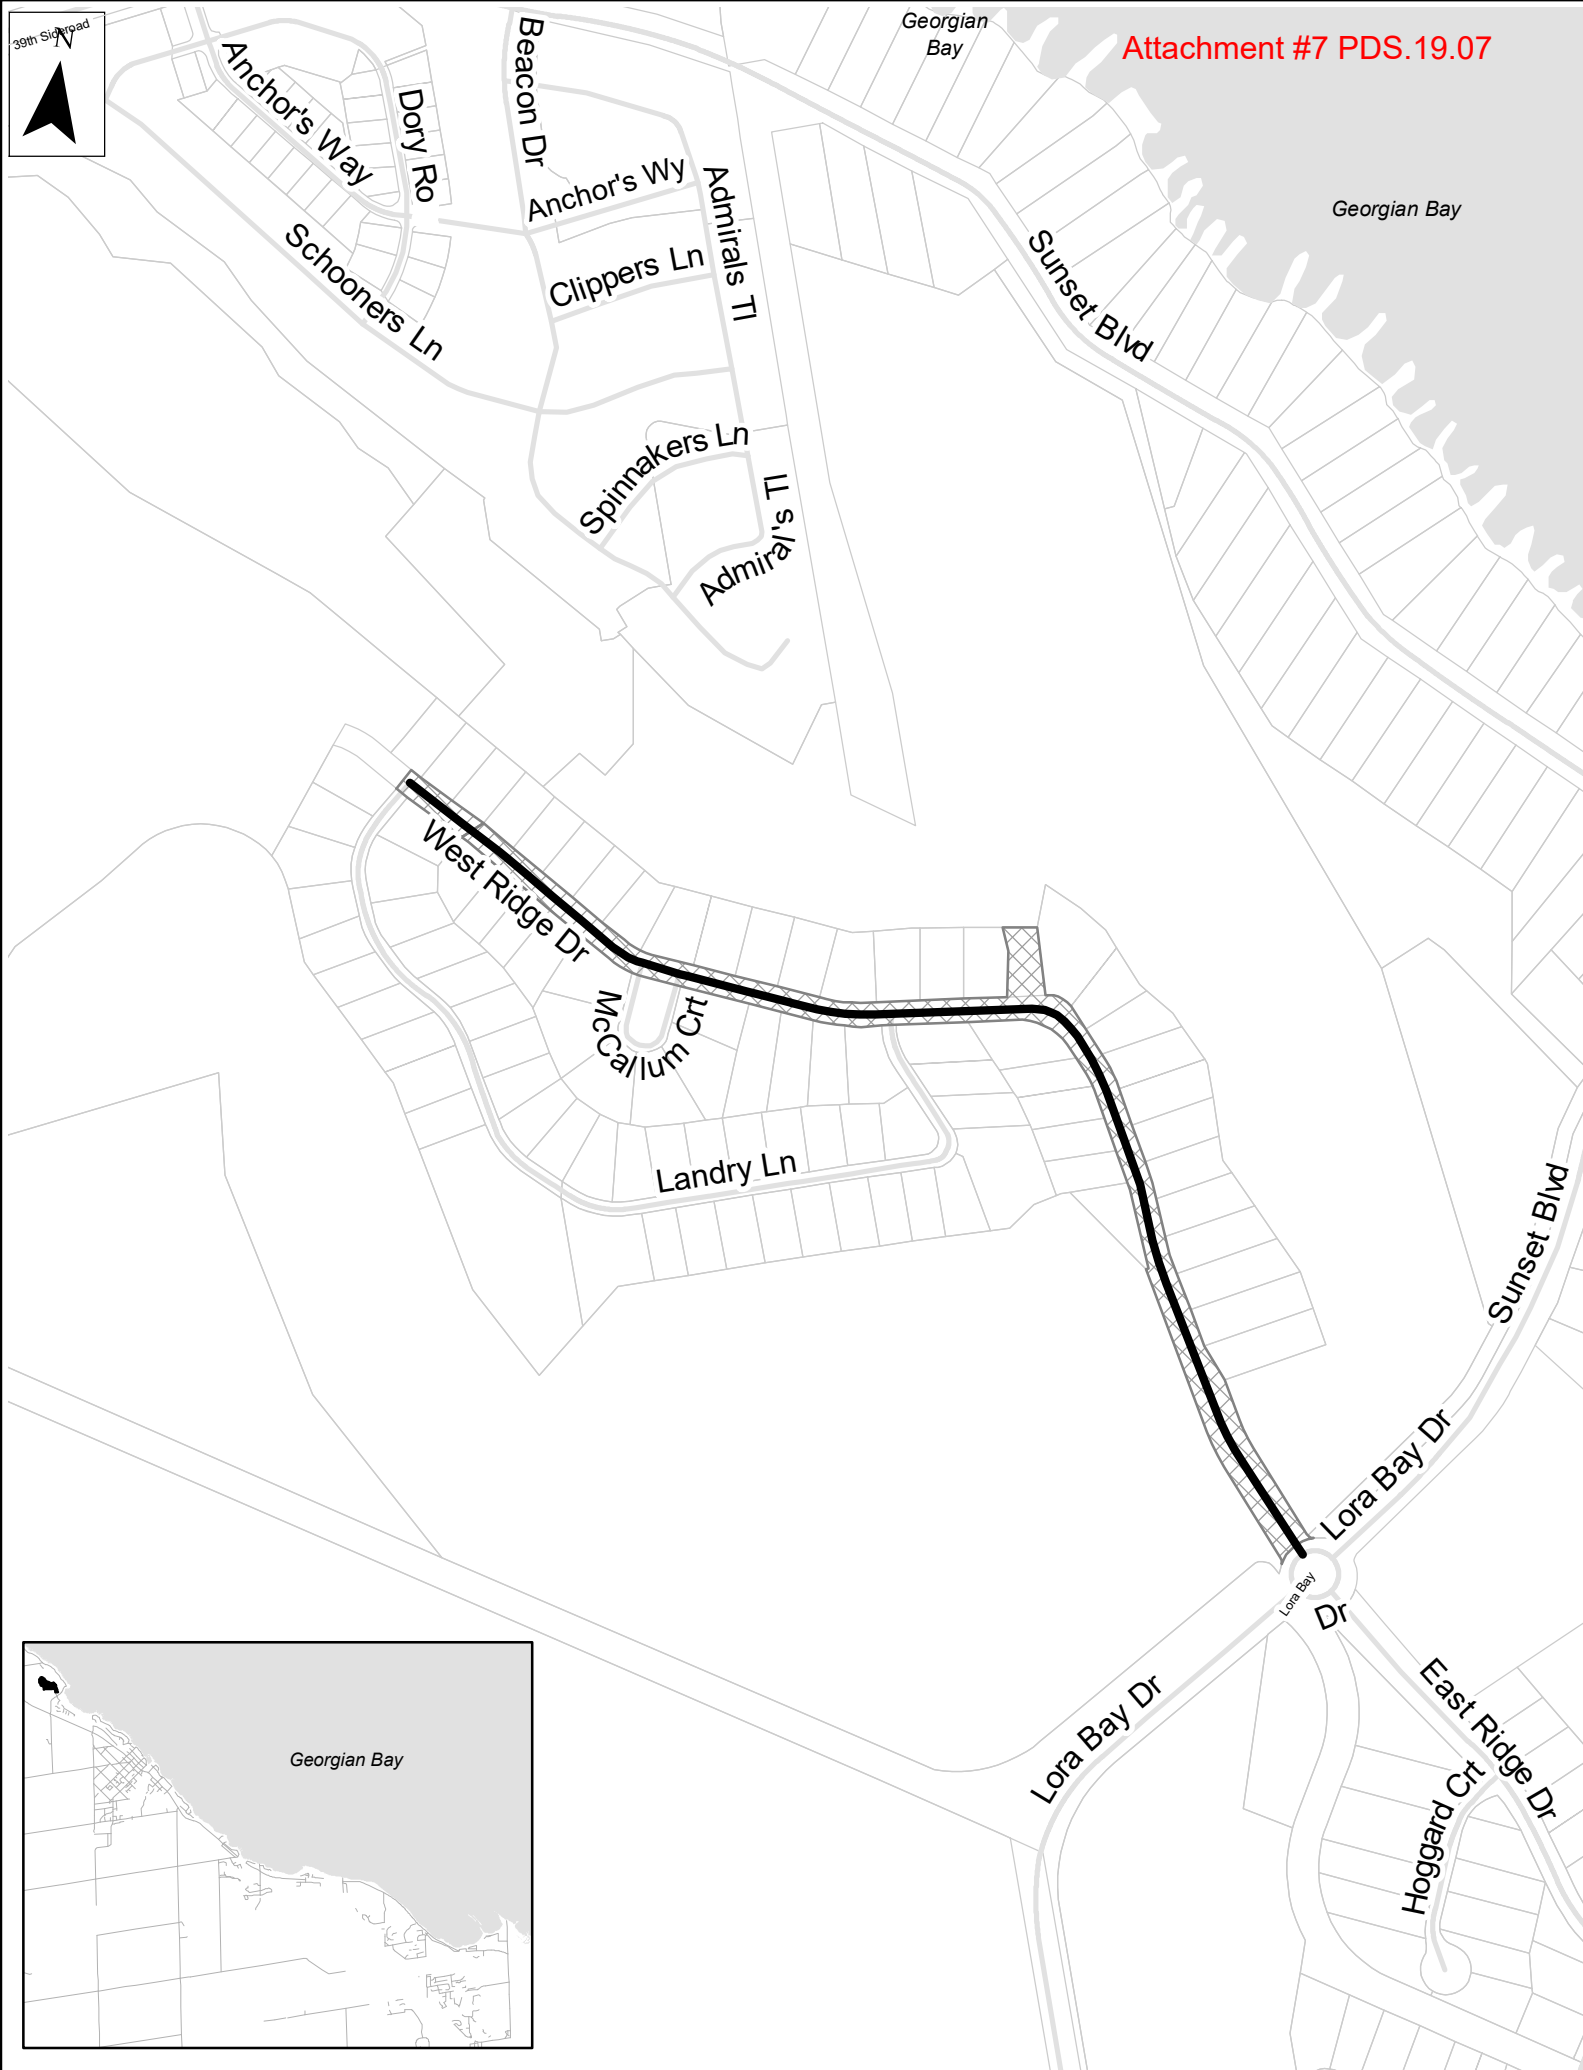 39th Sideroad
N
Georgian
Bay
Attachment #7 PDS.19.07
Anchor's Way
Dory Ro
Beacon Dr
Anchor's Wy
Admirals Tl
Georgian Bay
Schooners Ln
Clippers Ln
Sunset Blvd
Spinnakers Ln
Admiral's Tl
West Ridge Dr
McCallum Crt
Landry Ln
Sunset Blvd
Lora Bay Dr
Lora Bay
Dr
Lora Bay Dr
East Ridge Dr
Hoggard Crt
Georgian Bay